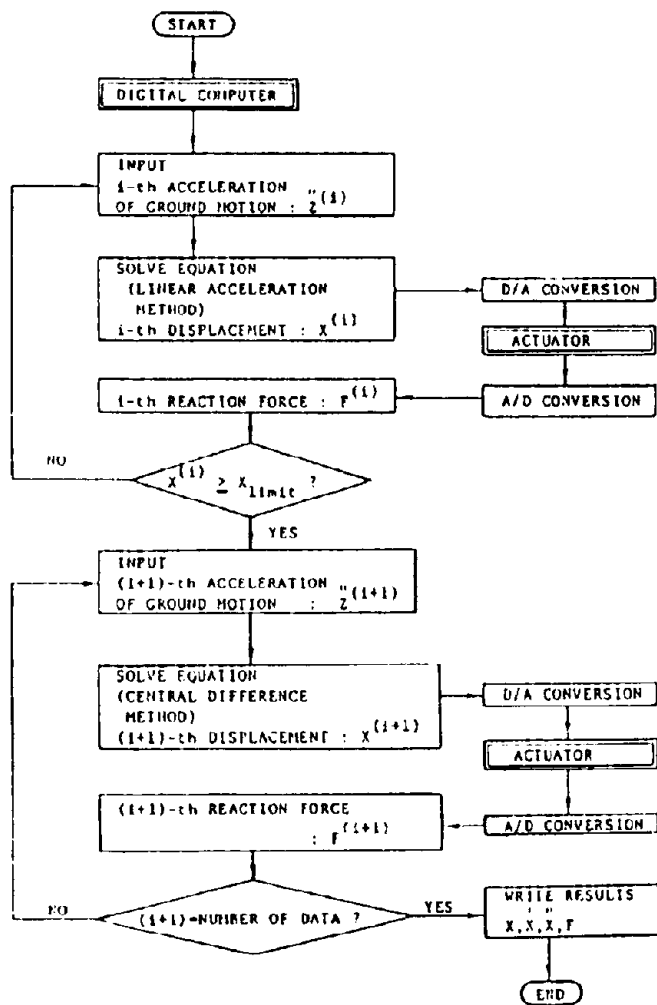 START
DIGITAL COMPUTER
INPUT
i-th ACCELERATION
OF GROUND MOTION : Z̈^(i)
SOLVE EQUATION
(LINEAR ACCELERATION
METHOD)
i-th DISPLACEMENT : X^(i)
D/A CONVERSION
ACTUATOR
A/D CONVERSION
i-th REACTION FORCE : F^(i)
NO
X^(i) ≥ X_limit ?
YES
INPUT
(i+1)-th ACCELERATION
OF GROUND MOTION : Z̈^(i+1)
SOLVE EQUATION
(CENTRAL DIFFERENCE
METHOD)
(i+1)-th DISPLACEMENT : X^(i+1)
D/A CONVERSION
ACTUATOR
A/D CONVERSION
(i+1)-th REACTION FORCE
: F^(i+1)
NO
(i+1)=NUMBER OF DATA ?
YES
WRITE RESULTS
X,Ẋ,Ẍ,F
END